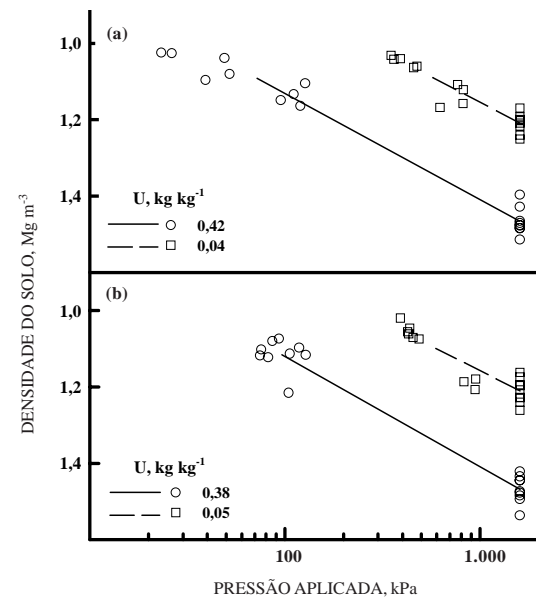 (a)
1,0
1,2
1,4
U, kg kg⁻¹
0,42
0,04
DENSIDADE DO SOLO, Mg m⁻³
(b)
1,0
1,2
1,4
U, kg kg⁻¹
0,38
0,05
100
1.000
PRESSÃO APLICADA, kPa